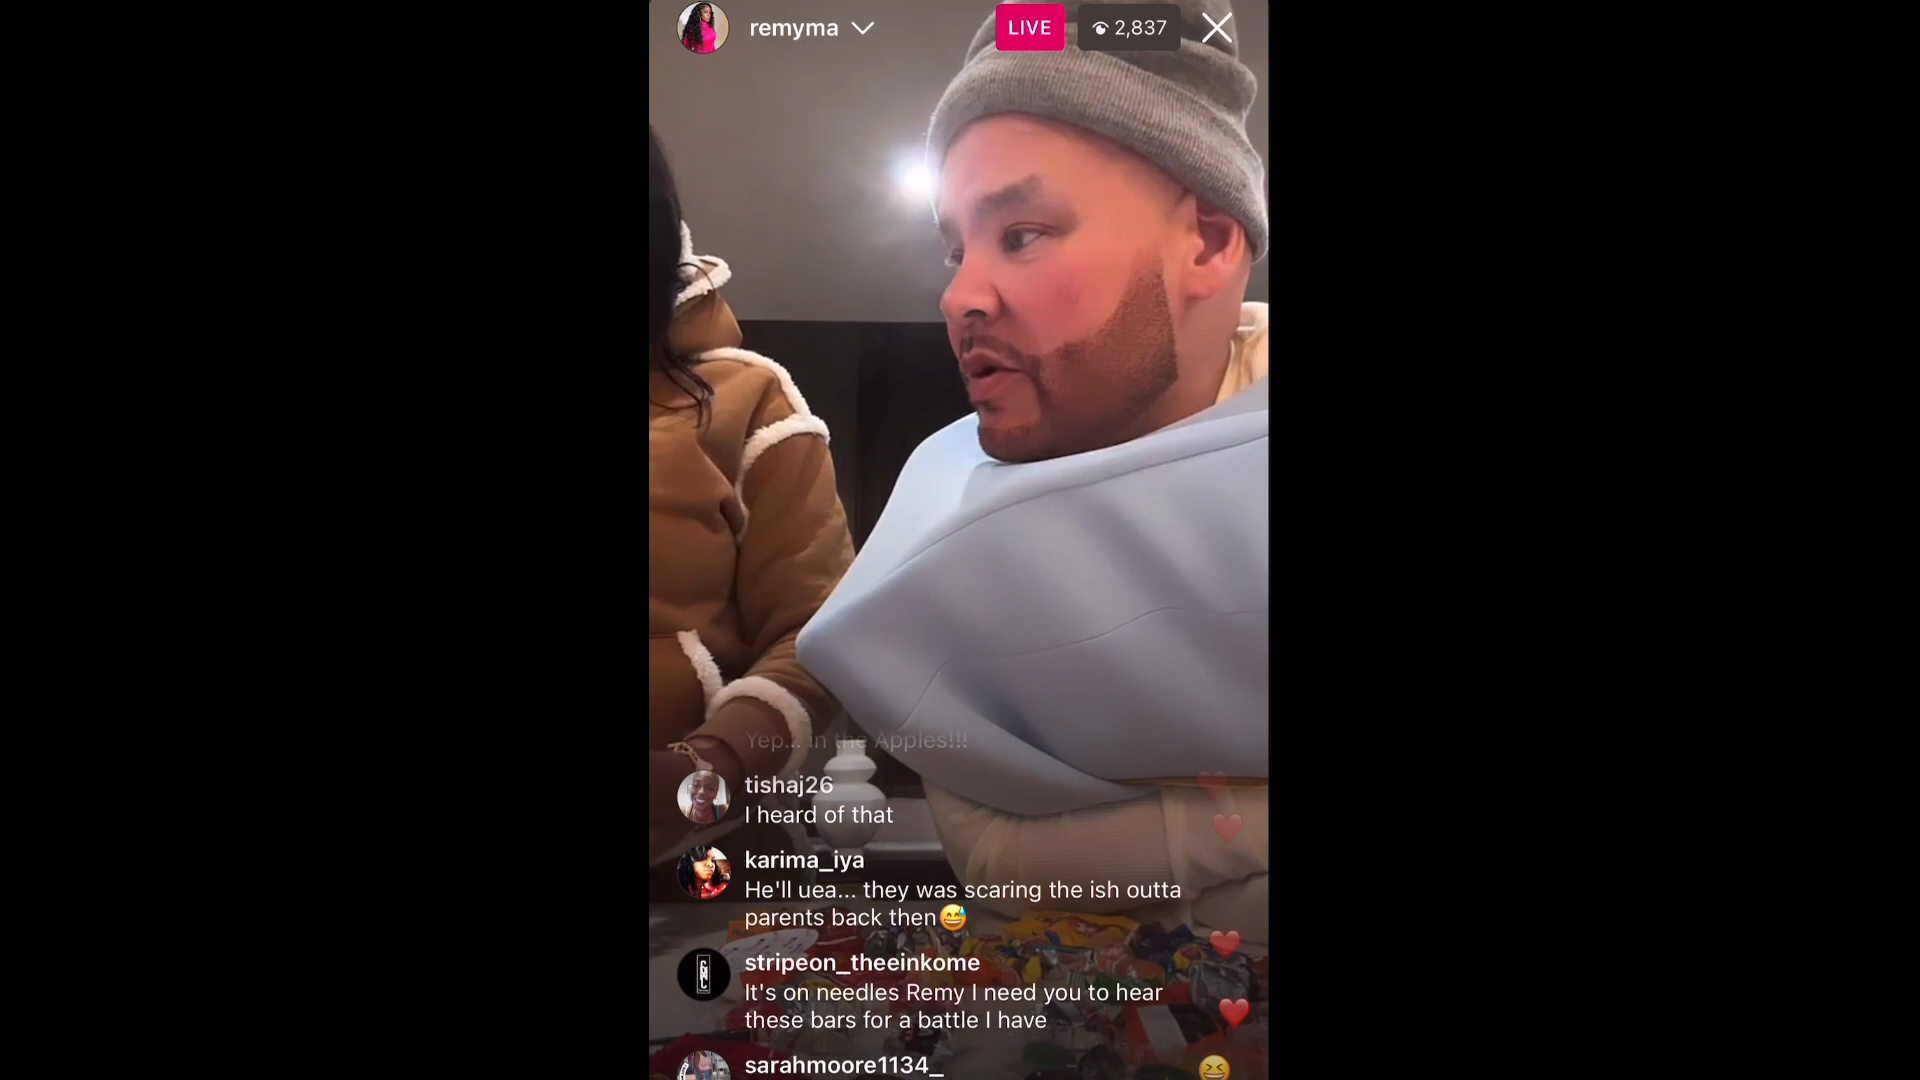 remyma
LIVE
2,837
Yep... in the Apples!!!
tishaj26
I heard of that
karima_iya
He'll uea... they was scaring the ish outta
parents back then😅
stripeon_theeinkome
It's on needles Remy I need you to hear
these bars for a battle I have
sarahmoore1134_